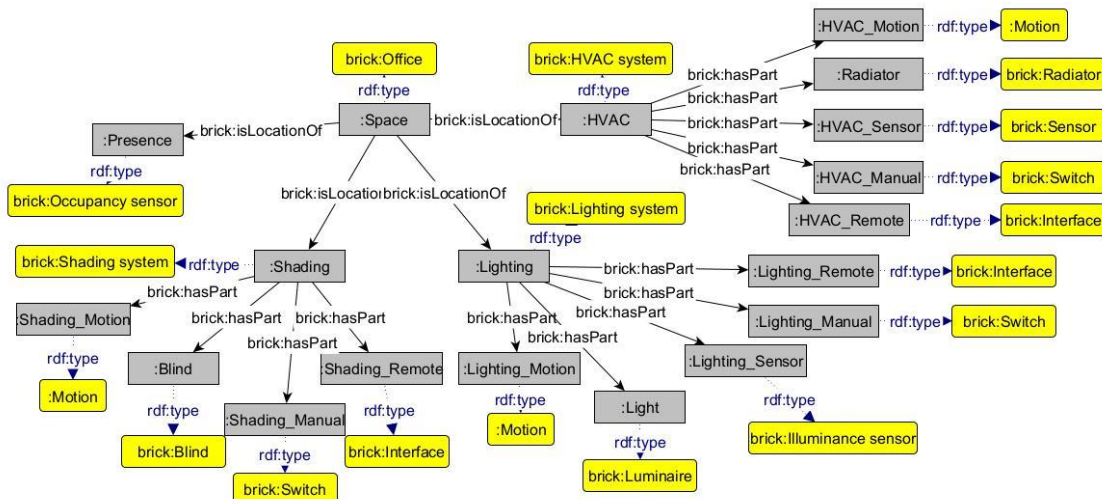 :HVAC_Motion
rdf:type
:Motion
brick:Office
brick:HVAC system
brick:hasPart
:Radiator
rdf:type
brick:Radiator
rdf:type
rdf:type
brick:hasPart
:Presence
brick:isLocationOf
:Space
brick:isLocationOf
:HVAC
brick:hasPart
:HVAC_Sensor
rdf:type
brick:Sensor
brick:hasPart
rdf:type
brick:hasPart
:HVAC_Manual
rdf:type
brick:Switch
brick:Occupancy sensor
brick:isLocation
brick:isLocationOf
brick:Lighting system
:HVAC_Remote
rdf:type
brick:Interface
rdf:type
brick:Shading system
rdf:type
:Shading
:Lighting
brick:hasPart
:Lighting_Remote
rdf:type
brick:Interface
brick:hasPart
brick:hasPart
:Shading_Motion
brick:hasPart
brick:hasPart
brick:hasPart
brick:hasPart
:Lighting_Manual
rdf:type
brick:Switch
brick:hasPart
brick:hasPart
:Lighting_Sensor
rdf:type
:Blind
:Shading_Remote
:Lighting_Motion
:Motion
rdf:type
:Shading_Manual
rdf:type
rdf:type
:Light
rdf:type
brick:Blind
rdf:type
brick:Interface
:Motion
rdf:type
brick:Illuminance sensor
brick:Switch
brick:Luminaire